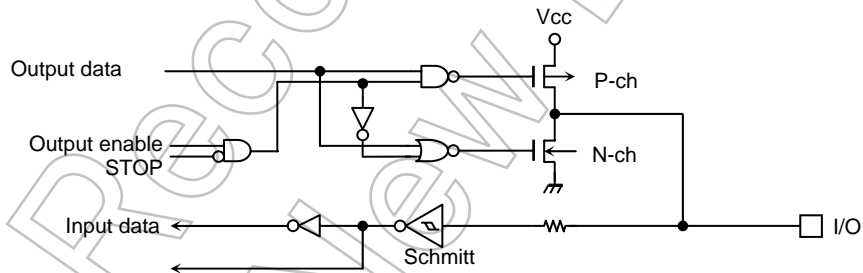 Vcc
Output data
P-ch
Output enable
STOP
N-ch
Input data
I/O
Schmitt